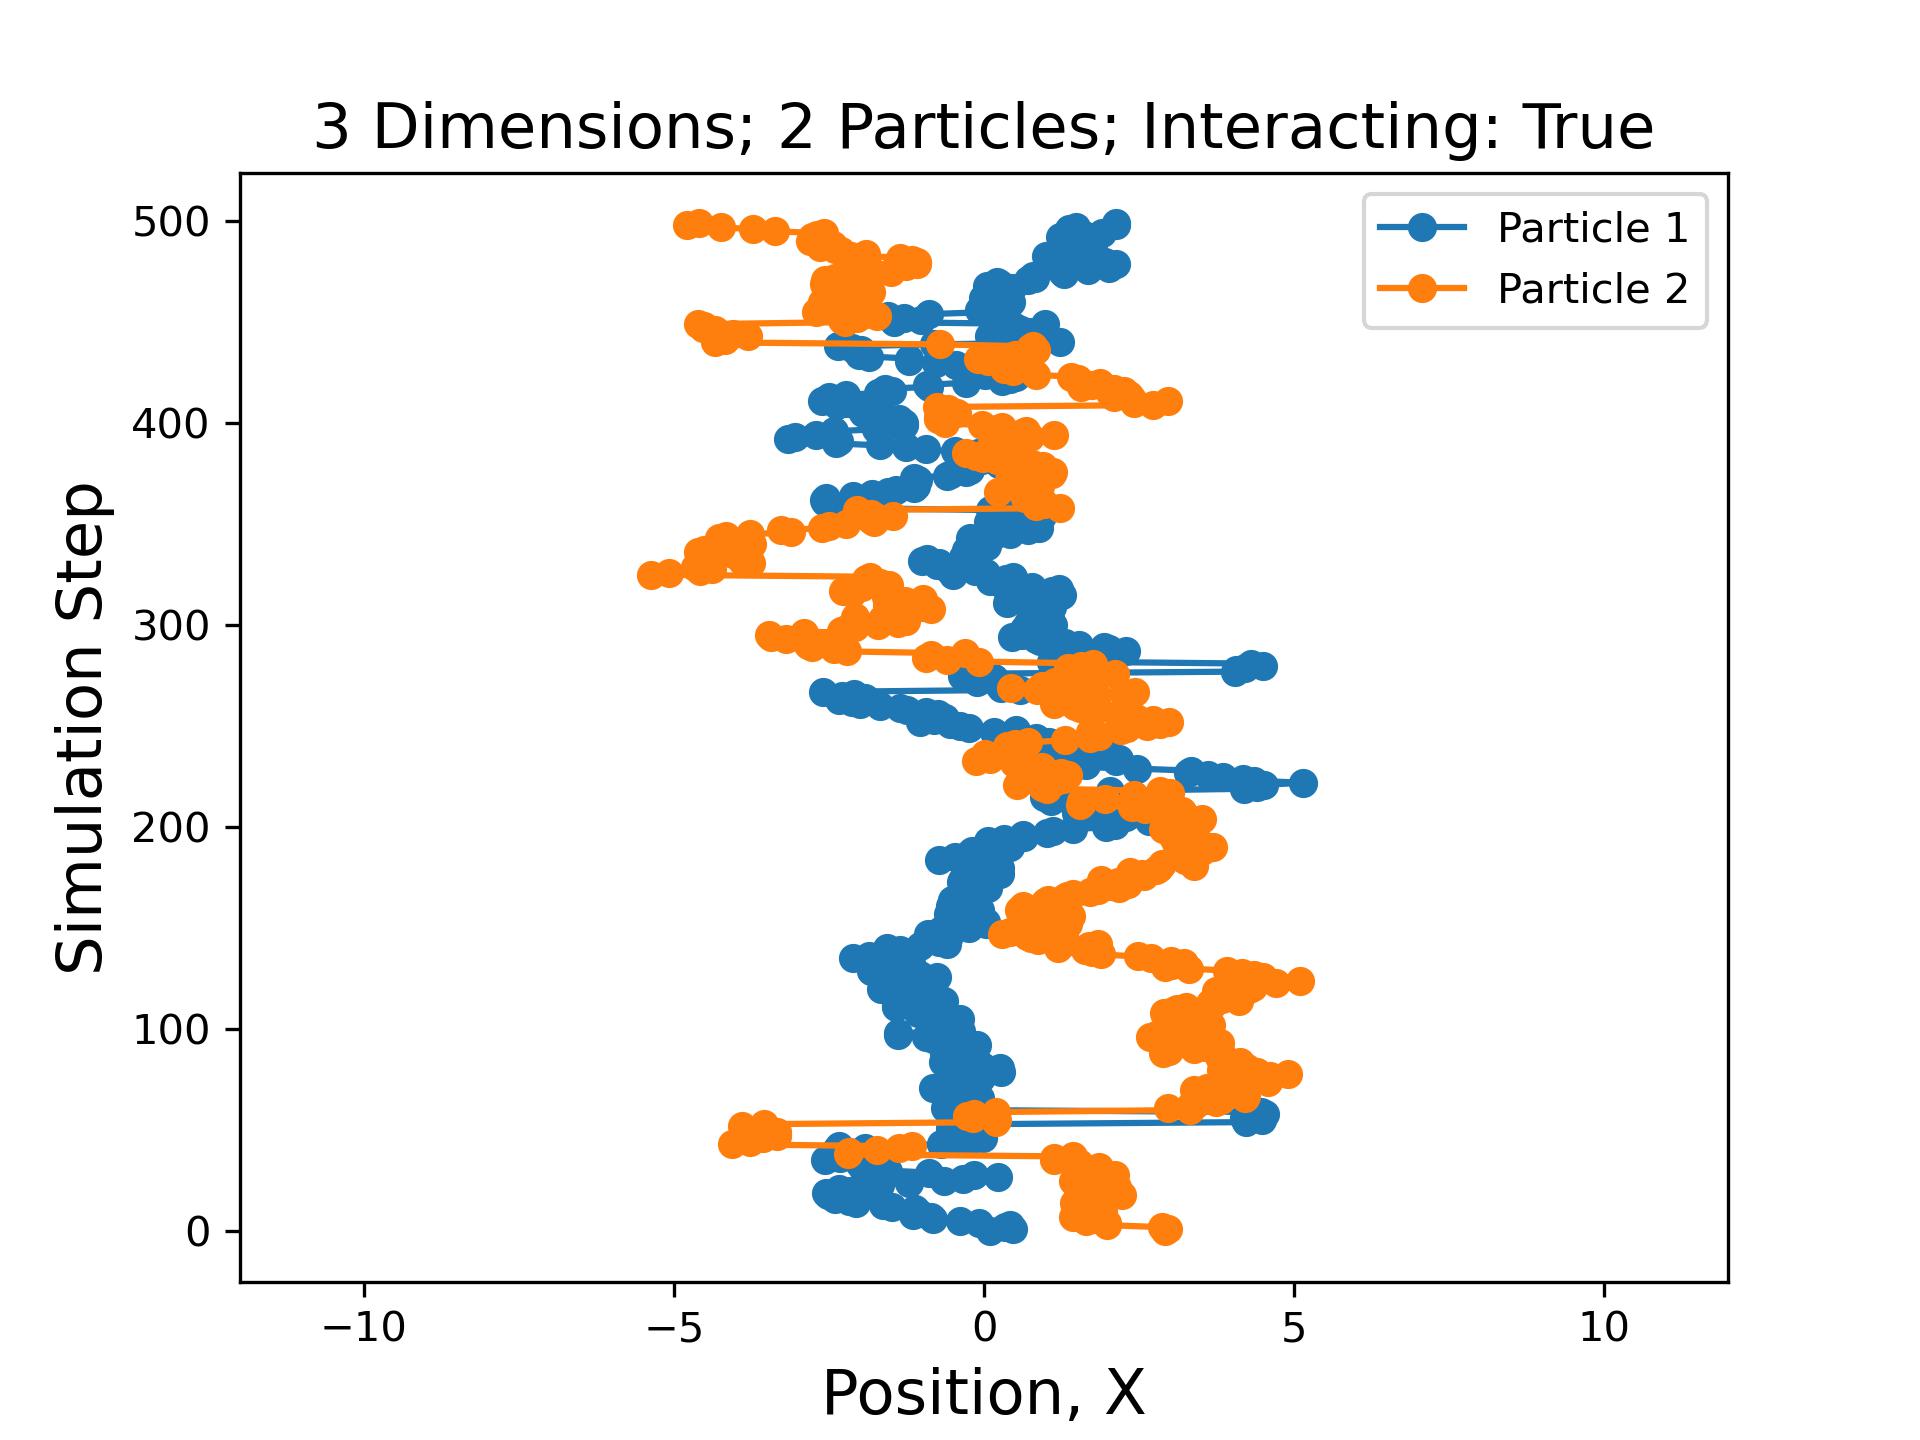 3 Dimensions; 2 Particles; Interacting: True
Particle 1
Particle 2
Simulation Step
500
400
300
200
100
0
−10
−5
0
5
10
Position, X